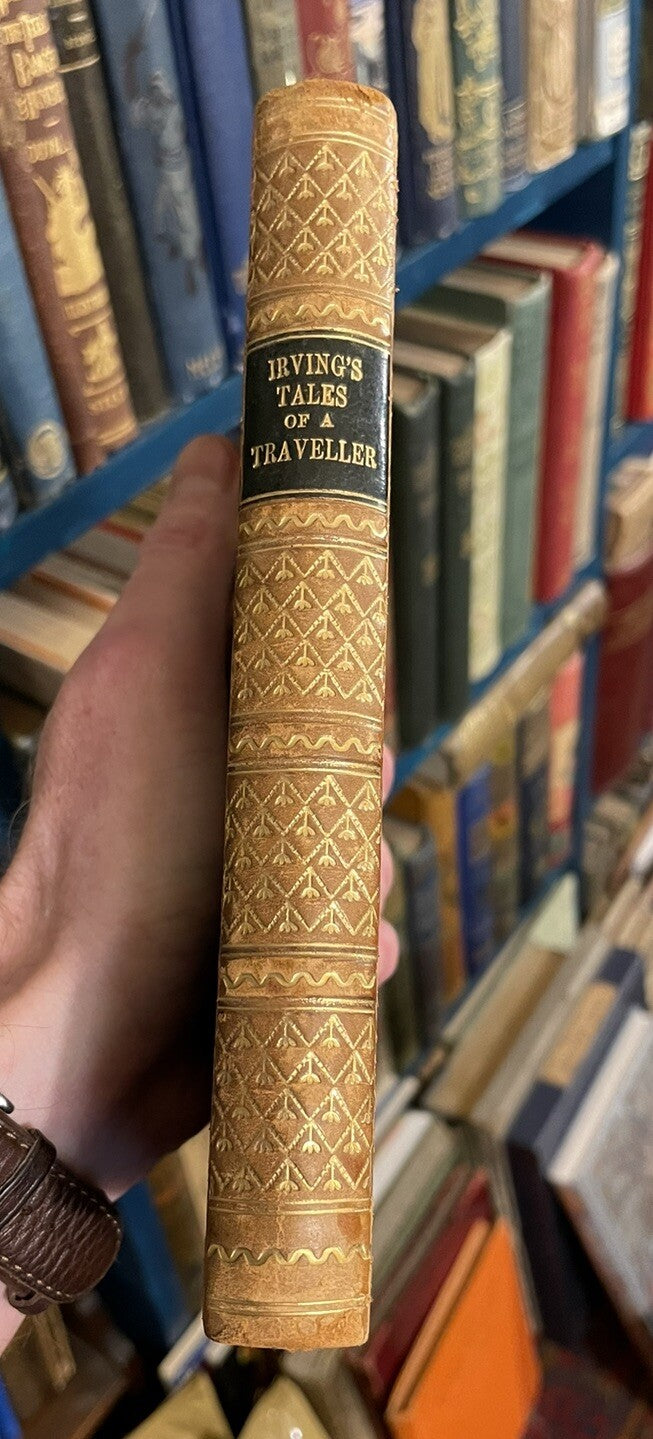 IRVING'S
TALES
OF A
TRAVELLER